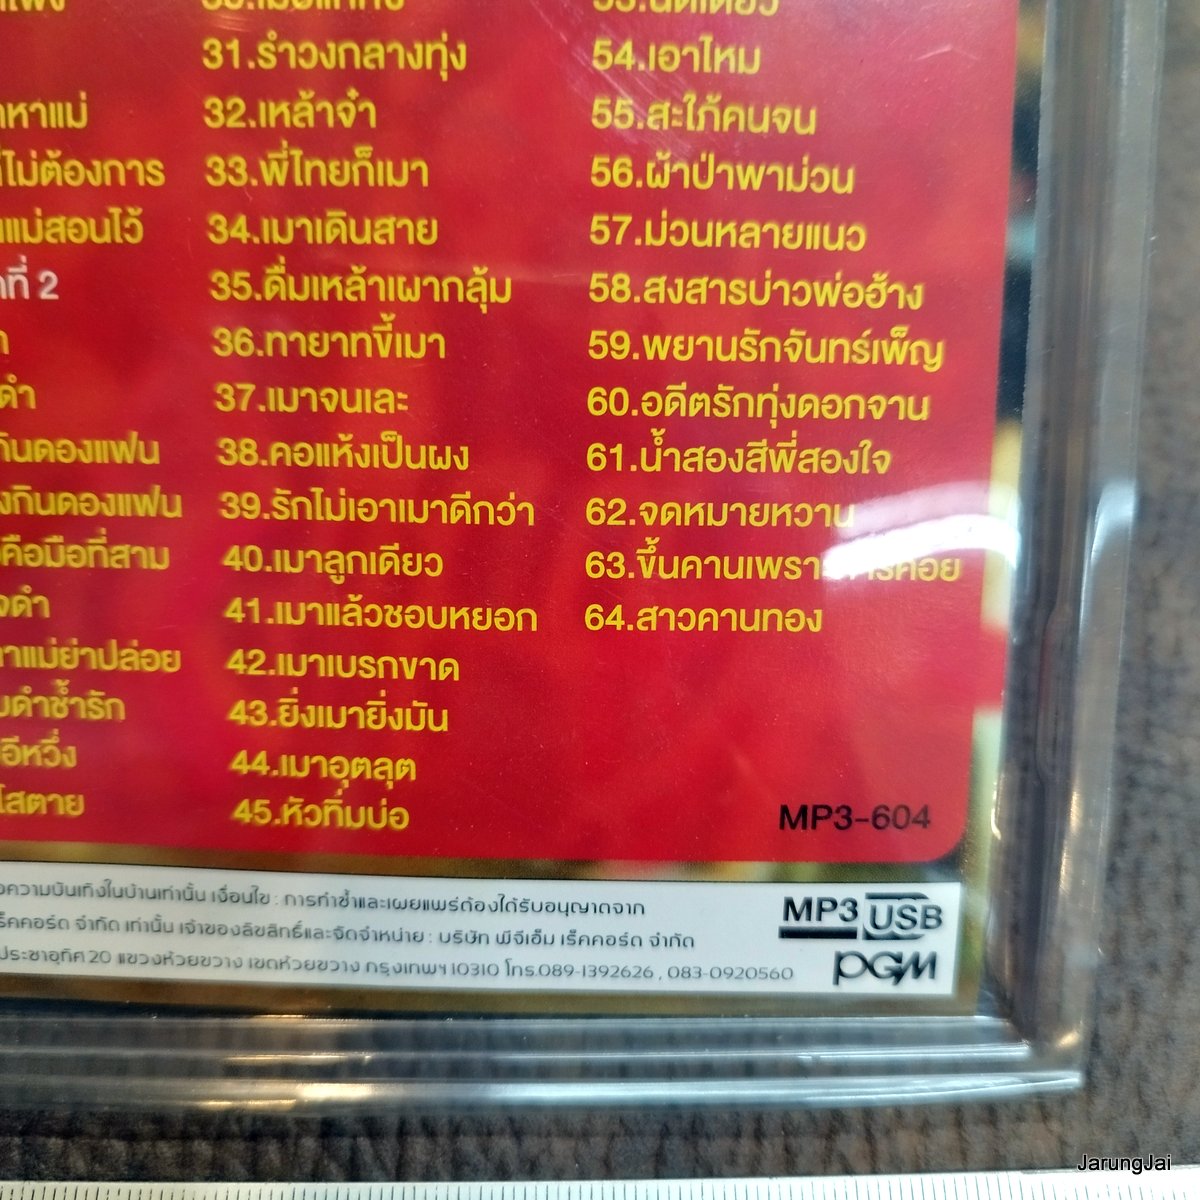 หาแม่
ไม่ต้องการ
แม่สอนไว้
ที่ 2
ดำ
กินดองแฟน
งกินดองแฟน
คือมือที่สาม
จดำ
าแม่ย่าปล่อย
บดำช้ำรัก
อีหวึ่ง
โสตาย
31.รำวงกลางทุ่ง
32.เหล้าจ๋า
33.พี่ไทยก็เมา
34.เมาเดินสาย
35.ดื่มเหล้าเผากลุ้ม
36.ทายาทขี้เมา
37.เมาจนเละ
38.คอแห้งเป็นผง
39.รักไม่เอาเมาดีกว่า
40.เมาลูกเดียว
41.เมาแล้วชอบหยอก
42.เมาเบรกขาด
43.ยิ่งเมายิ่งมัน
44.เมาอุตลุต
45.หัวทิ่มบ่อ
54.เอาไหม
55.สะใภ้คนจน
56.ผ้าป่าพาม่วน
57.ม่วนหลายแนว
58.สงสารบ่าวพ่อฮ้าง
59.พยานรักจันทร์เพ็ญ
60.อดีตรักทุ่งดอกจาน
61.น้ำสองสีพี่สองใจ
62.จดหมายหวาน
63.ขึ้นคานเพราะ
64.สาวคานทอง
MP3-604
ความบันเทิงในบ้านเท่านั้น เงื่อนไข : การทำซ้ำและเผยแพร่ต้องได้รับอนุญาตจาก
ร็คคอร์ด จำกัด เท่านั้น เจ้าของลิขสิทธิ์และจัดจำหน่าย : บริษัท พีจีเอ็ม เร็คคอร์ด จำกัด
ประชาอุทิศ 20 แขวงห้วยขวาง เขตห้วยขวาง กรุงเทพฯ 10310 โทร.089-1392626 , 083-0920560
MP3 USB
PGM
JarungJai